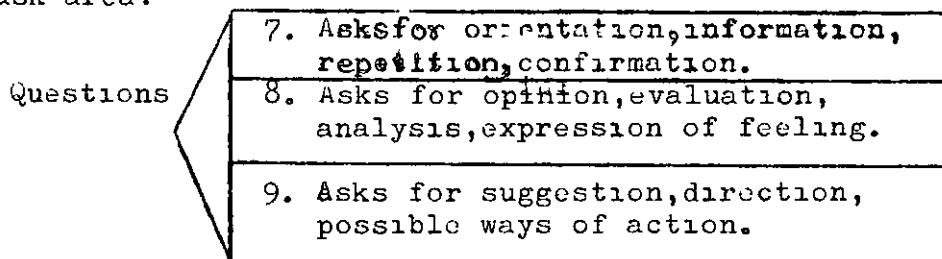 ask area:
7. Asksfor orientation,information,
repetition,confirmation.
Questions
8. Asks for opinion,evaluation,
analysis,expression of feeling.
9. Asks for suggestion,direction,
possible ways of action.